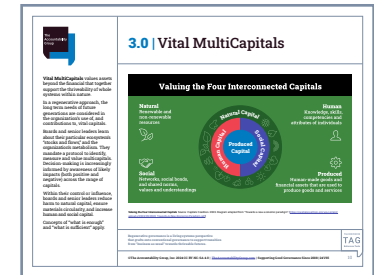 The
Accountability
Group
3.0 | Vital MultiCapitals
Vital MultiCapitals values assets
beyond the financial that together
support the thriveability of whole
systems within nature.
In a regenerative approach, the
long term needs of future
generations are considered in
the organization's use of, and
contributions to, vital capitals.
Boards and senior leaders learn
about their particular ecosystem's
"stocks and flows," and the
organization's metabolism. They
mandate a protocol to identify,
measure and value multicapitals.
Decision-making is increasingly
informed by awareness of likely
impacts (both positive and
negative) across the range of
capitals.
Within their control or influence,
boards and senior leaders reduce
harm to natural capital, ensure
materials circularity, and increase
human and social capital.
Concepts of "what is enough"
and "what is sufficient" apply.
Valuing the Four Interconnected Capitals
Natural
Renewable and
non-renewable
resources
Human
Knowledge, skills,
competencies and
attributes of individuals
Natural Capital
Human Capital
Social Capital
Produced
Capital
Social
Networks, social bonds,
and shared norms,
values and understandings
Produced
Human-made goods and
financial assets that are used to
produce goods and services
TAG